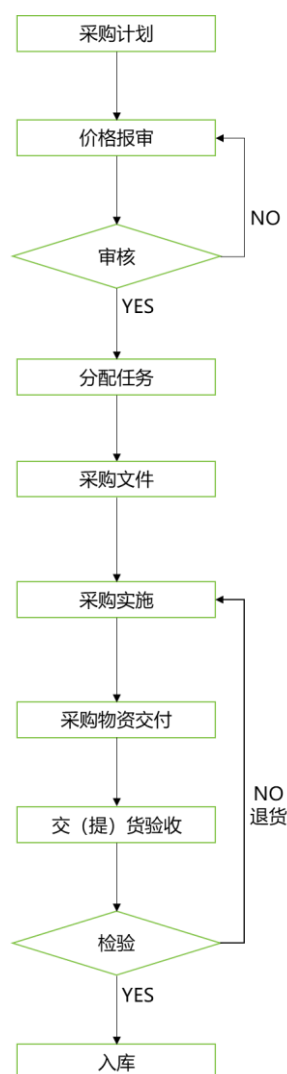 采购计划
价格报审
NO
审核
YES
分配任务
采购文件
采购实施
采购物资交付
NO
退货
交（提）货验收
检验
YES
入库